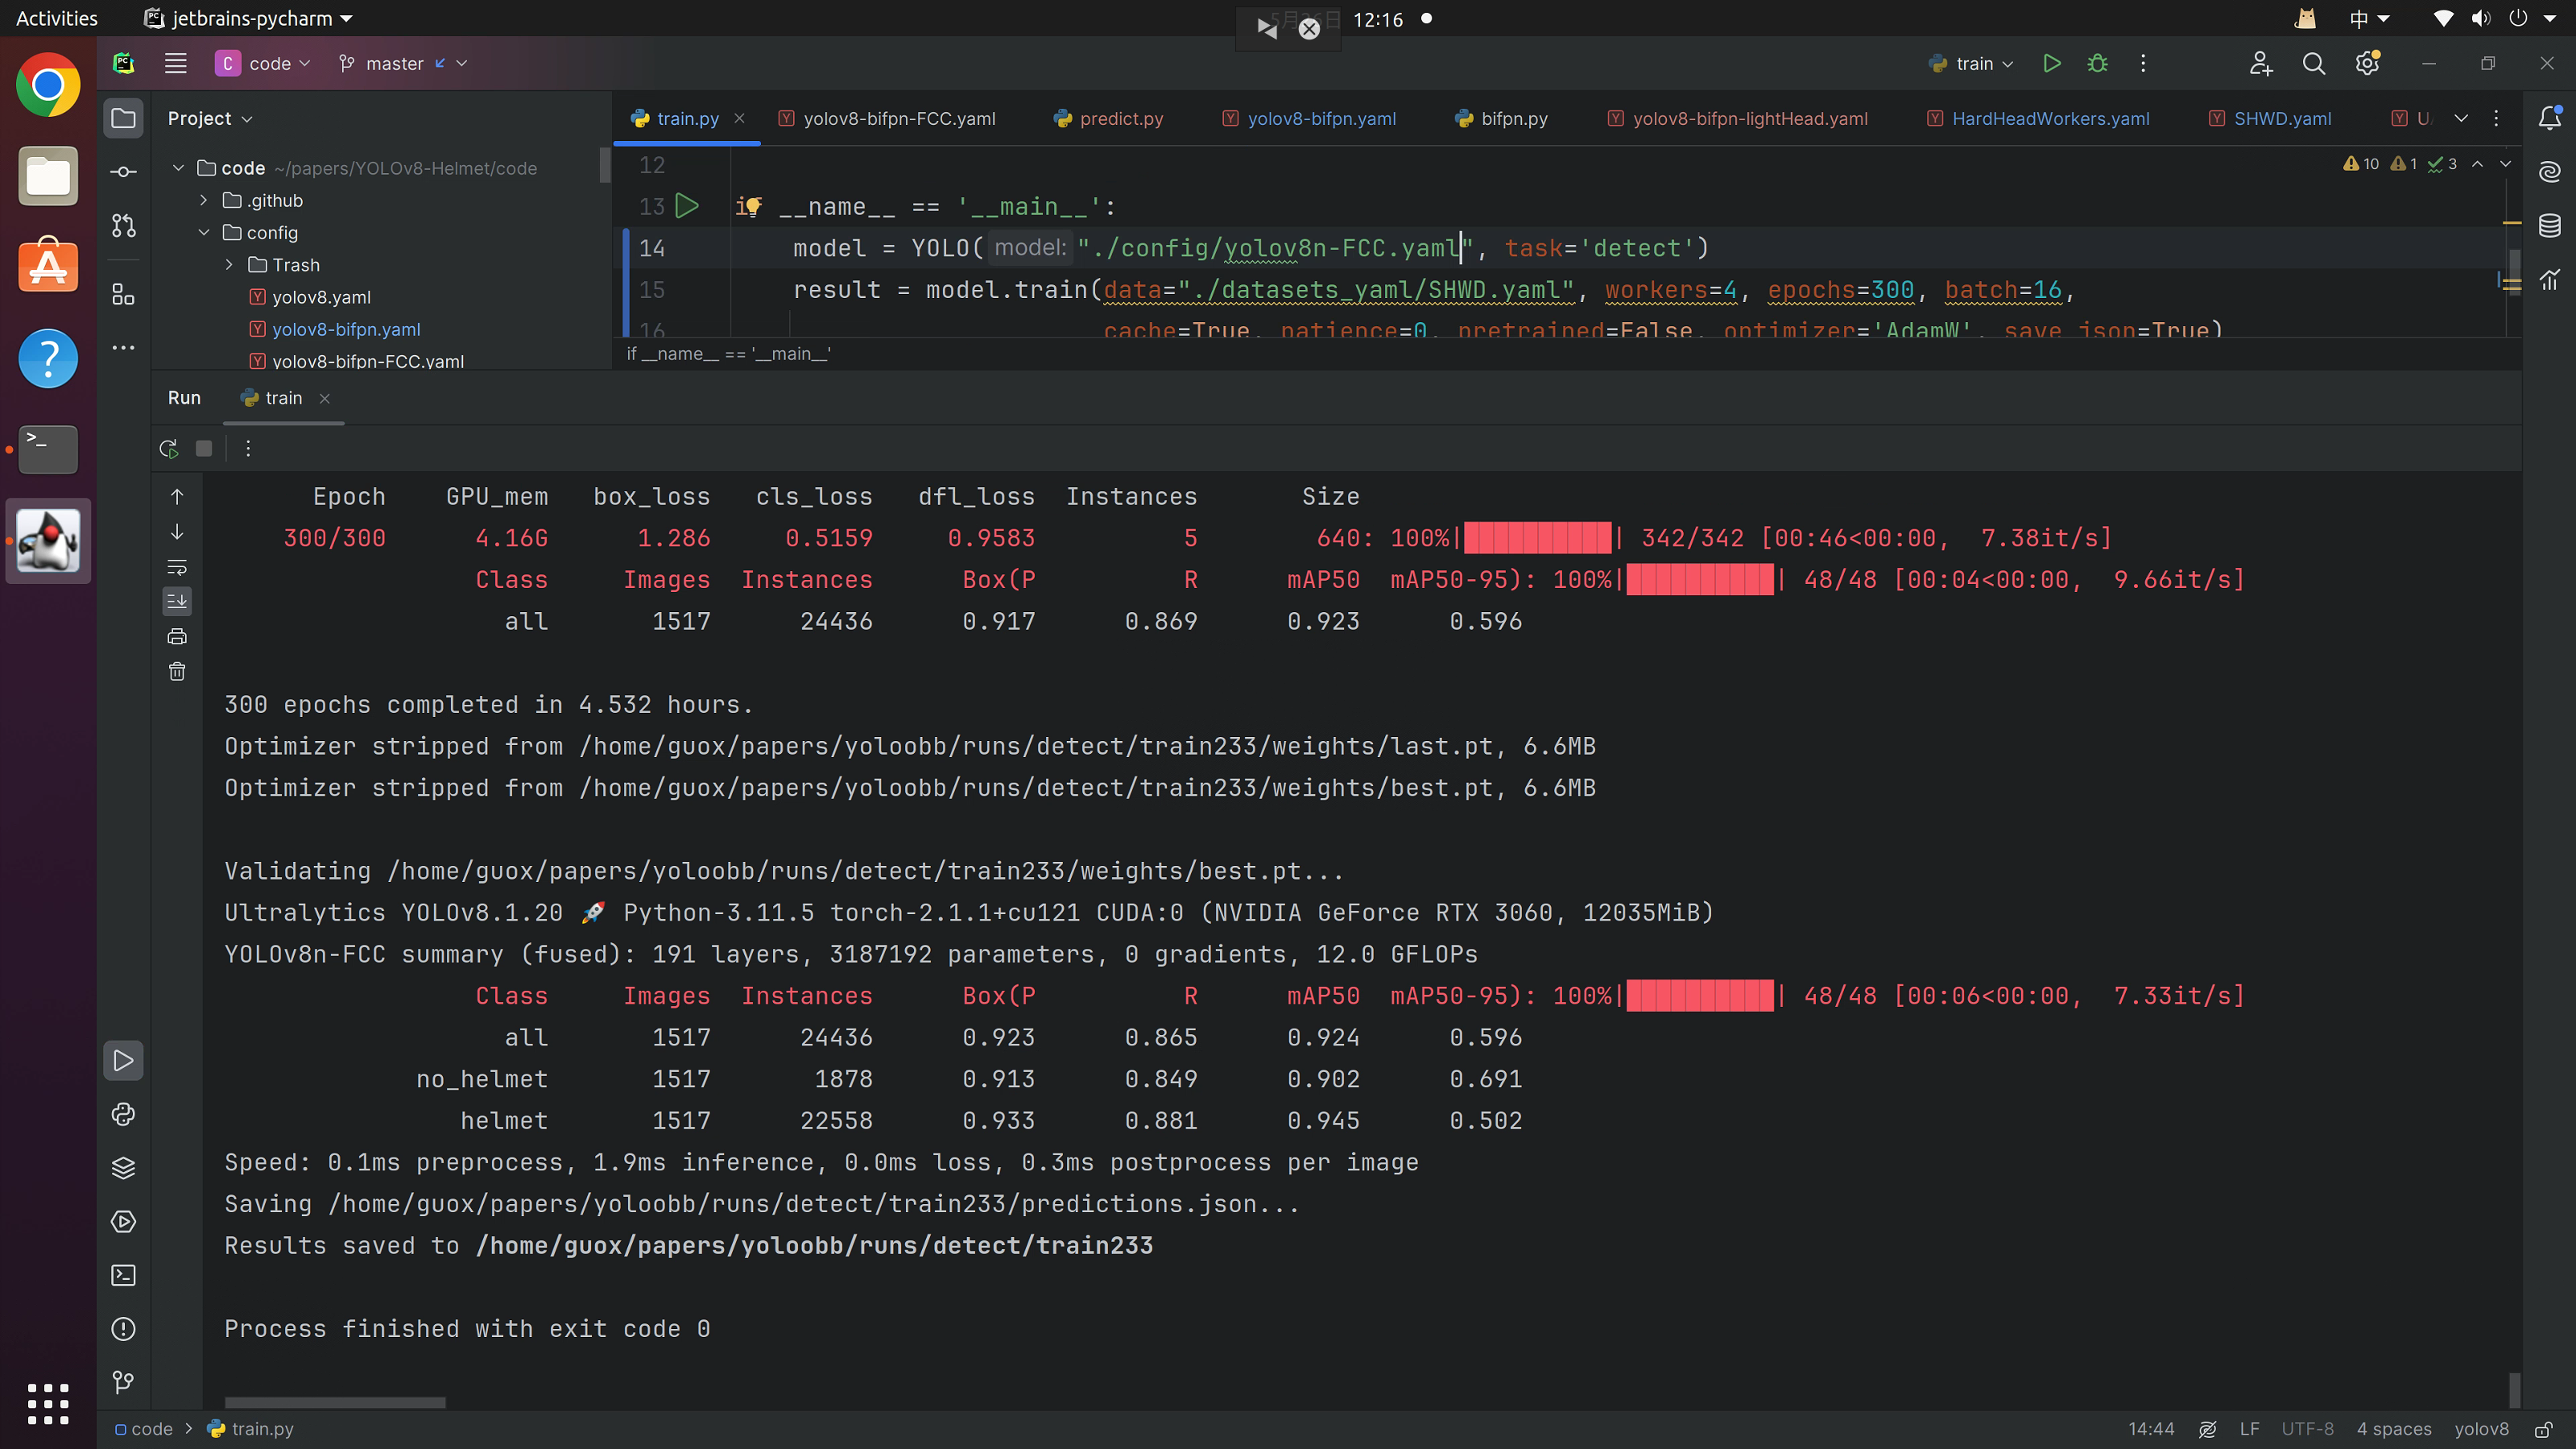 Activities jetbrains-pycharm 12:16 中
C code master train
Project
train.py yolov8-bifpn-FCC.yaml predict.py yolov8-bifpn.yaml bifpn.py yolov8-bifpn-lightHead.yaml HardHeadWorkers.yaml SHWD.yaml
code ~/papers/YOLOv8-Helmet/code
.github
config
Trash
yolov8.yaml
yolov8-bifpn.yaml
yolov8-bifpn-FCC.yaml
10 1 3
12
13 if __name__ == '__main__':
14 model = YOLO( model: "./config/yolov8n-FCC.yaml", task='detect')
15 result = model.train(data="./datasets_yaml/SHWD.yaml", workers=4, epochs=300, batch=16,
16 cache=True, patience=0, pretrained=False, optimizer='AdamW', save_json=True)
if __name__ == '__main__'
Run train
Epoch GPU_mem box_loss cls_loss dfl_loss Instances Size
300/300 4.16G 1.286 0.5159 0.9583 5 640: 100%|██████████| 342/342 [00:46<00:00, 7.38it/s]
Class Images Instances Box(P R mAP50 mAP50-95): 100%|██████████| 48/48 [00:04<00:00, 9.66it/s]
all 1517 24436 0.917 0.869 0.923 0.596
300 epochs completed in 4.532 hours.
Optimizer stripped from /home/guox/papers/yoloobb/runs/detect/train233/weights/last.pt, 6.6MB
Optimizer stripped from /home/guox/papers/yoloobb/runs/detect/train233/weights/best.pt, 6.6MB
Validating /home/guox/papers/yoloobb/runs/detect/train233/weights/best.pt...
Ultralytics YOLOv8.1.20 🚀 Python-3.11.5 torch-2.1.1+cu121 CUDA:0 (NVIDIA GeForce RTX 3060, 12035MiB)
YOLOv8n-FCC summary (fused): 191 layers, 3187192 parameters, 0 gradients, 12.0 GFLOPs
Class Images Instances Box(P R mAP50 mAP50-95): 100%|██████████| 48/48 [00:06<00:00, 7.33it/s]
all 1517 24436 0.923 0.865 0.924 0.596
no_helmet 1517 1878 0.913 0.849 0.902 0.691
helmet 1517 22558 0.933 0.881 0.945 0.502
Speed: 0.1ms preprocess, 1.9ms inference, 0.0ms loss, 0.3ms postprocess per image
Saving /home/guox/papers/yoloobb/runs/detect/train233/predictions.json...
Results saved to /home/guox/papers/yoloobb/runs/detect/train233
Process finished with exit code 0
code > train.py 14:44 LF UTF-8 4 spaces yolov8